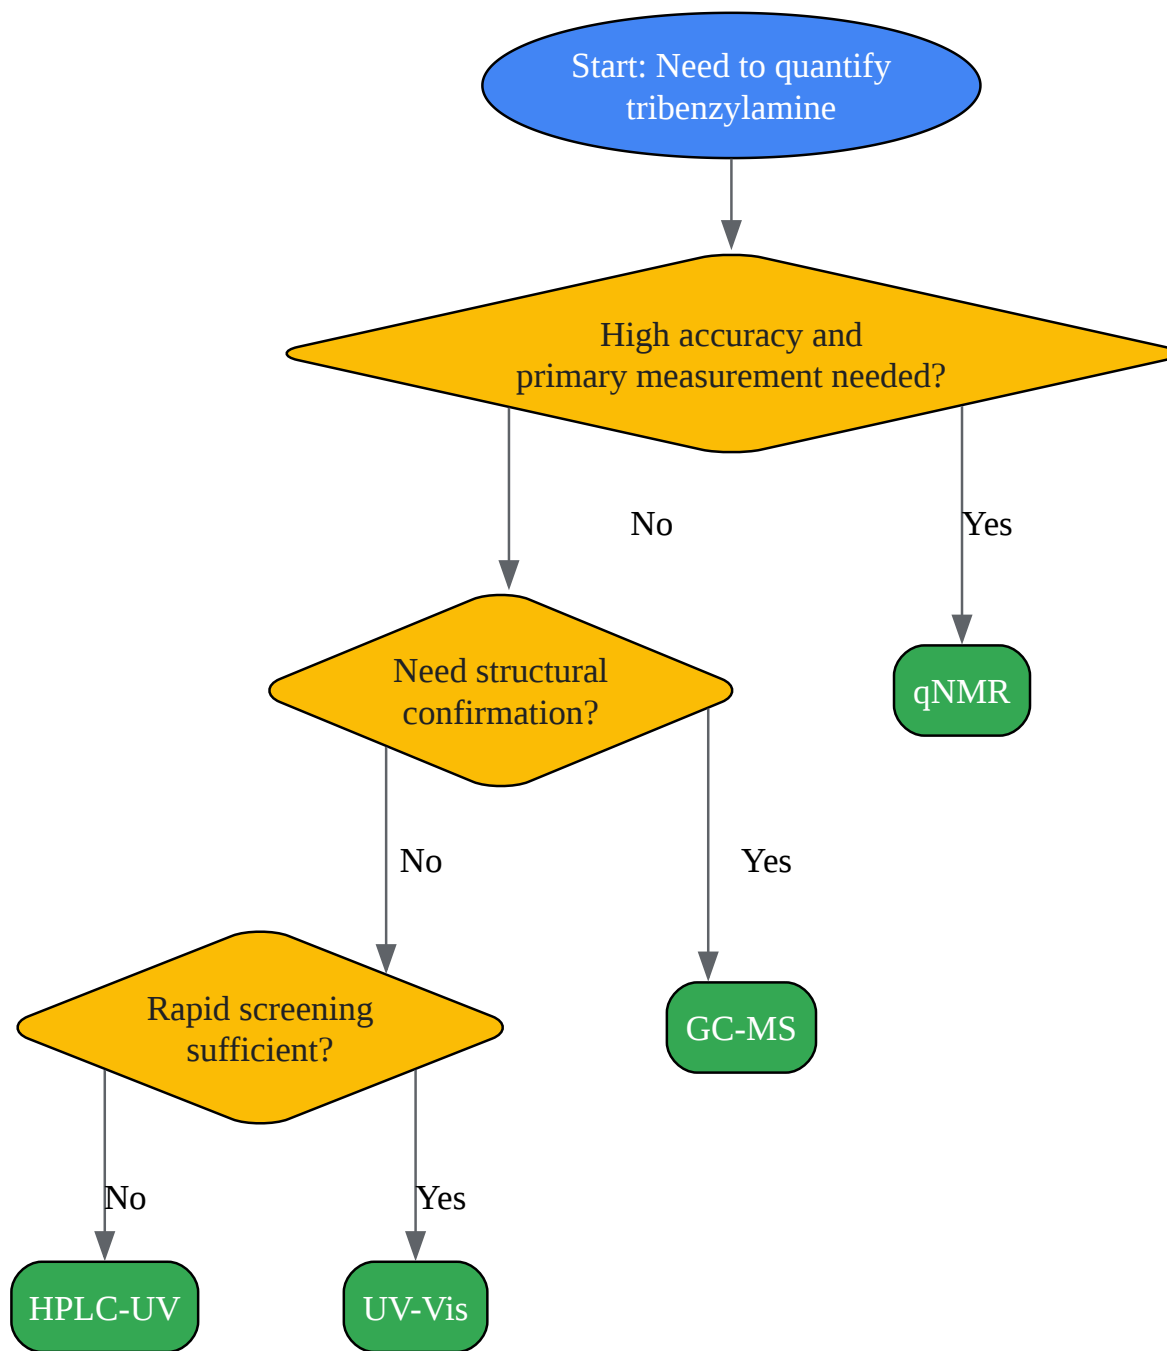 Start: Need to quantify
tribenzylamine
High accuracy and
primary measurement needed?
No
Yes
Need structural
confirmation?
qNMR
No
Yes
Rapid screening
sufficient?
GC-MS
No
Yes
HPLC-UV
UV-Vis